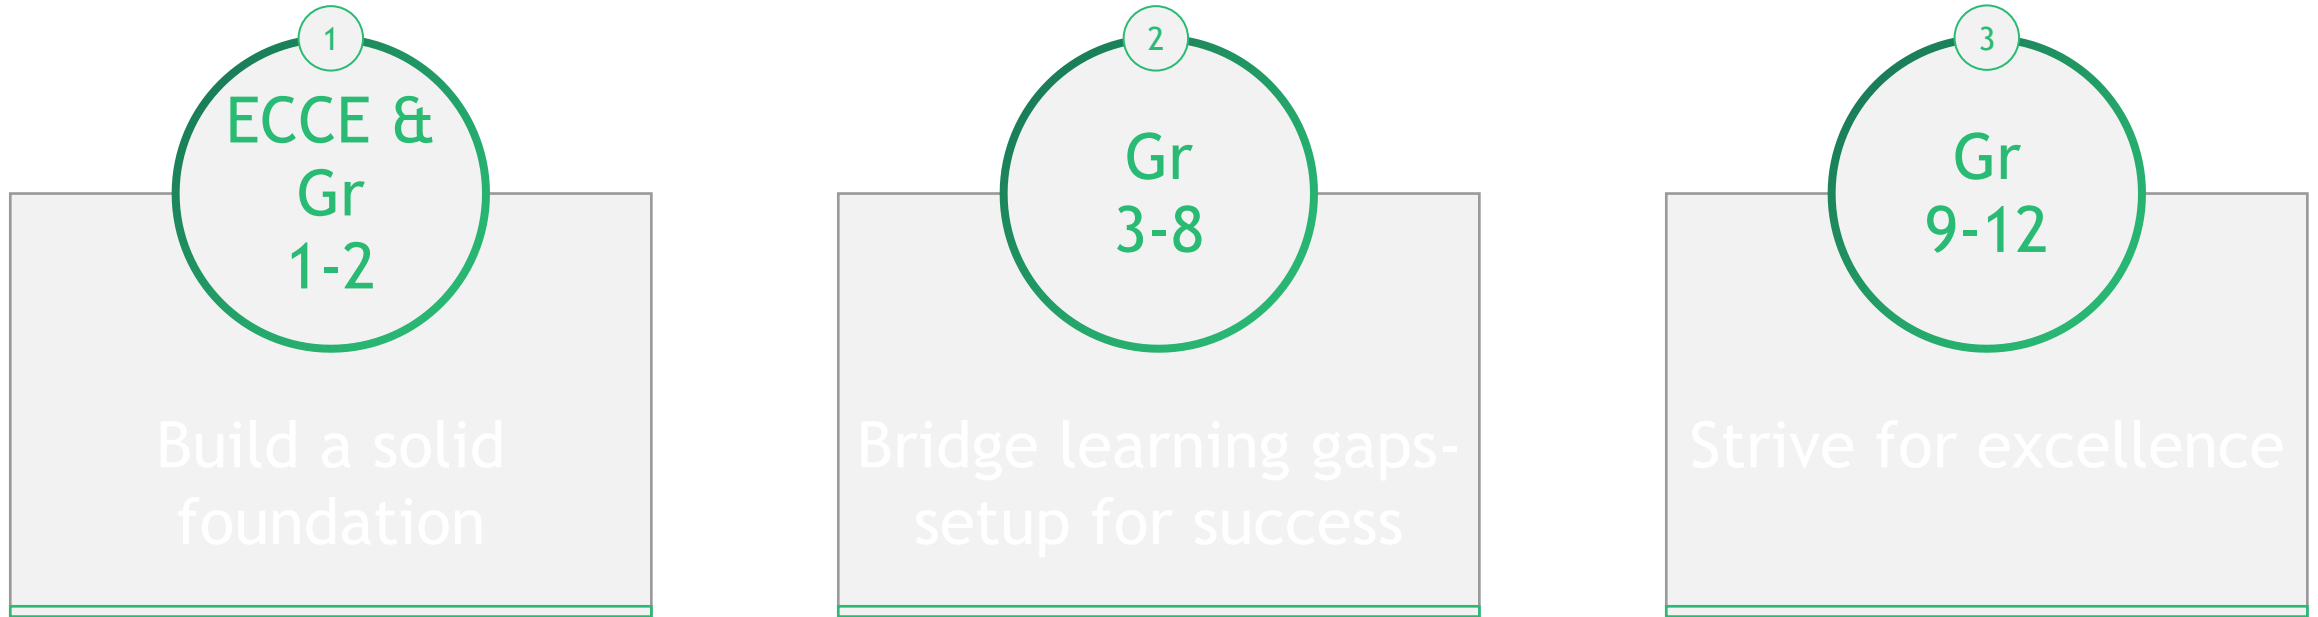 1
ECCE &
Gr
1-2
Build a solid
foundation
2
Gr
3-8
Bridge learning gaps-
setup for success
3
Gr
9-12
Strive for excellence